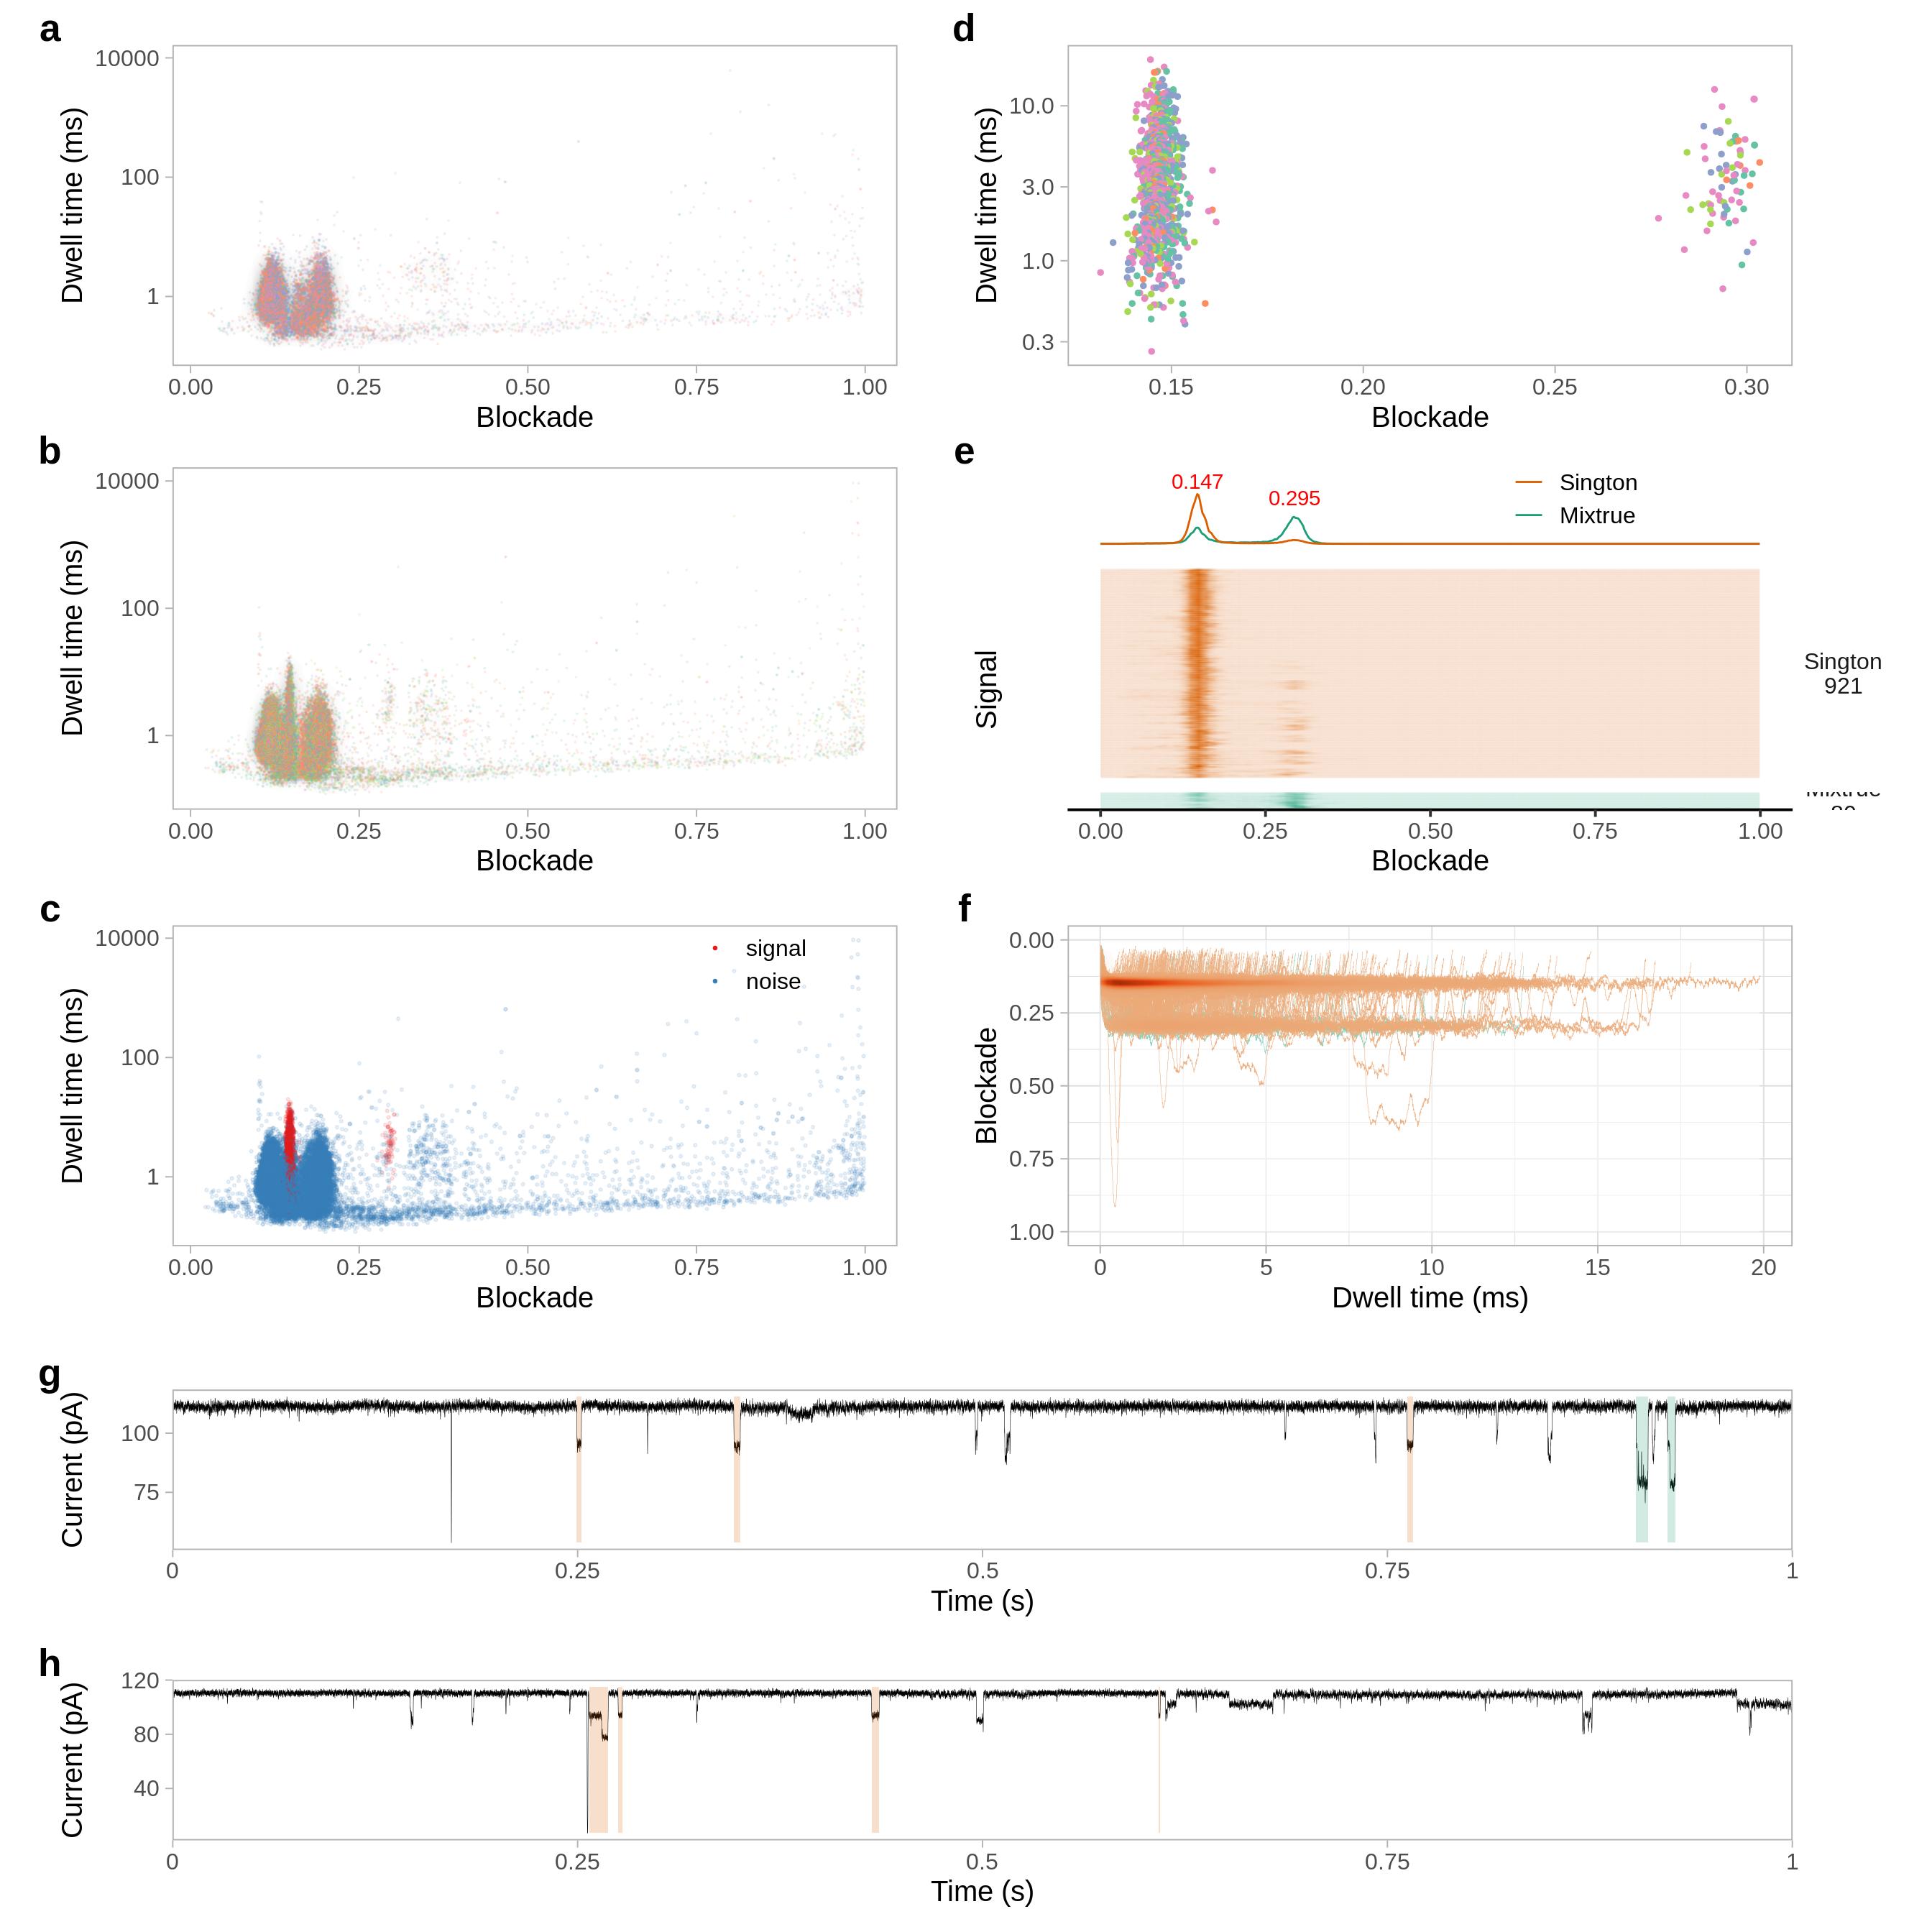 a
10000
100
1
Dwell time (ms)
0.00 0.25 0.50 0.75 1.00
Blockade
b
10000
100
1
Dwell time (ms)
0.00 0.25 0.50 0.75 1.00
Blockade
c
10000
100
1
Dwell time (ms)
signal
noise
0.00 0.25 0.50 0.75 1.00
Blockade
d
10.0
3.0
1.0
0.3
Dwell time (ms)
0.15 0.20 0.25 0.30
Blockade
e
0.147
0.295
Sington
Mixtrue
Signal
Sington
921
Mixtrue
0.00 0.25 0.50 0.75 1.00
Blockade
f
0.00
0.25
0.50
0.75
1.00
Blockade
0 5 10 15 20
Dwell time (ms)
g
100
75
Current (pA)
0 0.25 0.5 0.75 1
Time (s)
h
120
80
40
Current (pA)
0 0.25 0.5 0.75 1
Time (s)